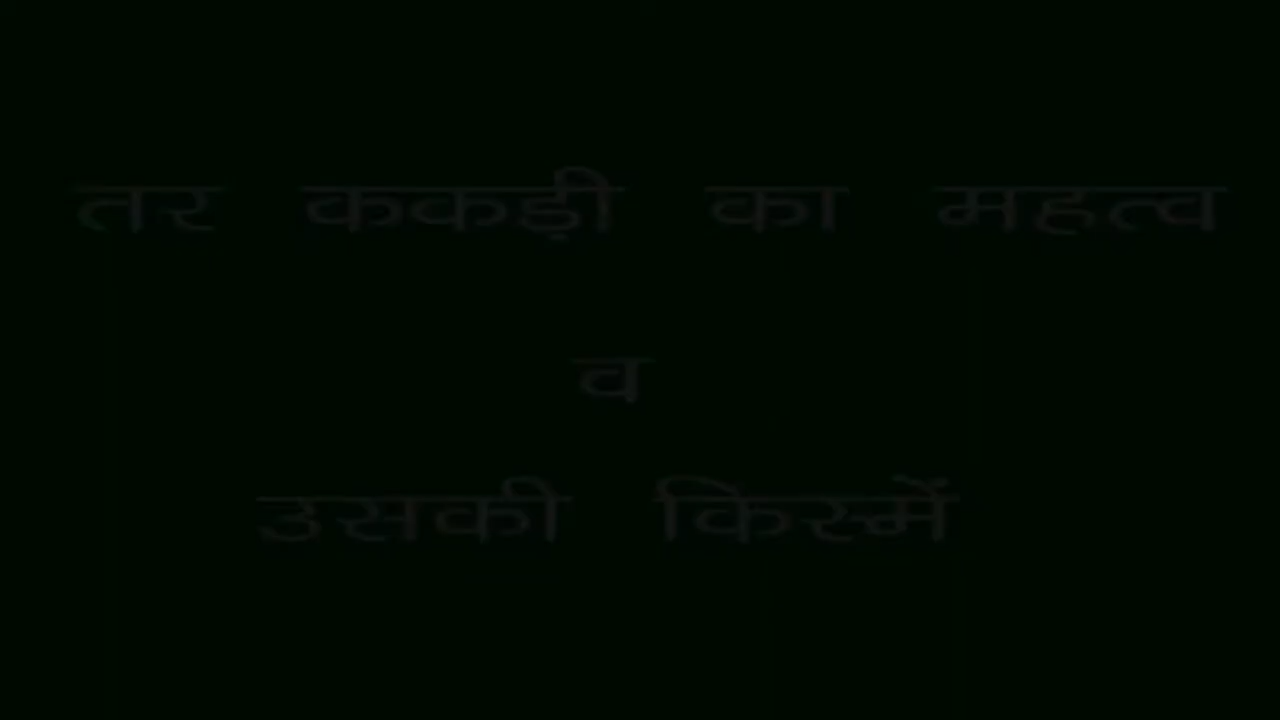 तर ककड़ी का महत्व
व
उसकी किस्में